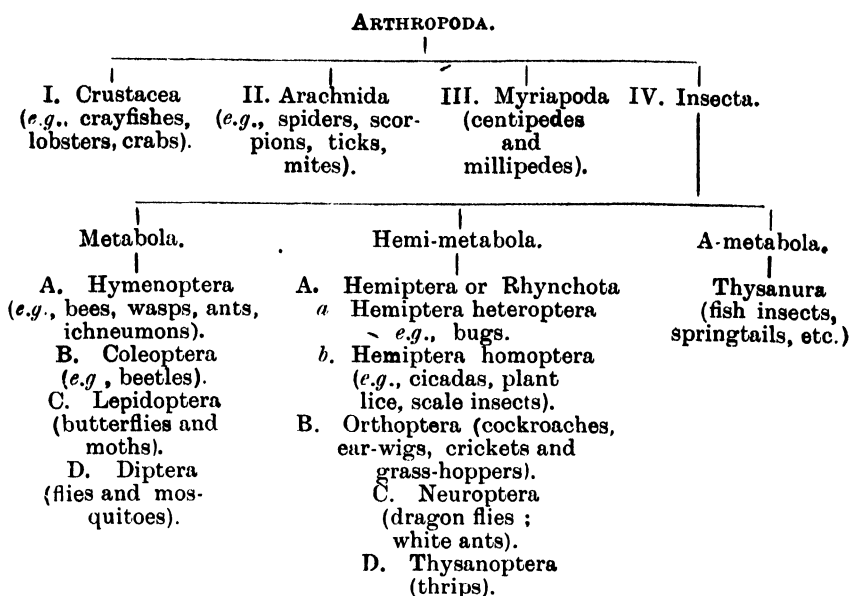 ARTHROPODA.
I. Crustacea
(e.g., crayfishes,
lobsters, crabs).
II. Arachnida
(e.g., spiders, scor-
pions, ticks,
mites).
III. Myriapoda
(centipedes
and
millipedes).
IV. Insecta.
Metabola.
A. Hymenoptera
(e.g., bees, wasps, ants,
ichneumons).
B. Coleoptera
(e.g , beetles).
C. Lepidoptera
(butterflies and
moths).
D. Diptera
(flies and mos-
quitoes).
Hemi-metabola.
A. Hemiptera or Rhynchota
a Hemiptera heteroptera
e.g., bugs.
b. Hemiptera homoptera
(e.g., cicadas, plant
lice, scale insects).
B. Orthoptera (cockroaches,
ear-wigs, crickets and
grass-hoppers).
C. Neuroptera
(dragon flies ;
white ants).
D. Thysanoptera
(thrips).
A-metabola.
Thysanura
(fish insects,
springtails, etc.)